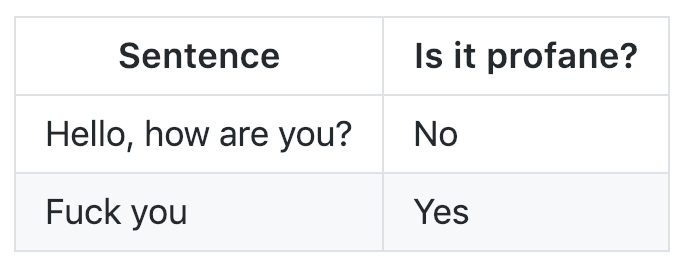 Sentence Is it profane?
Hello, how are you? No
Fuck you Yes